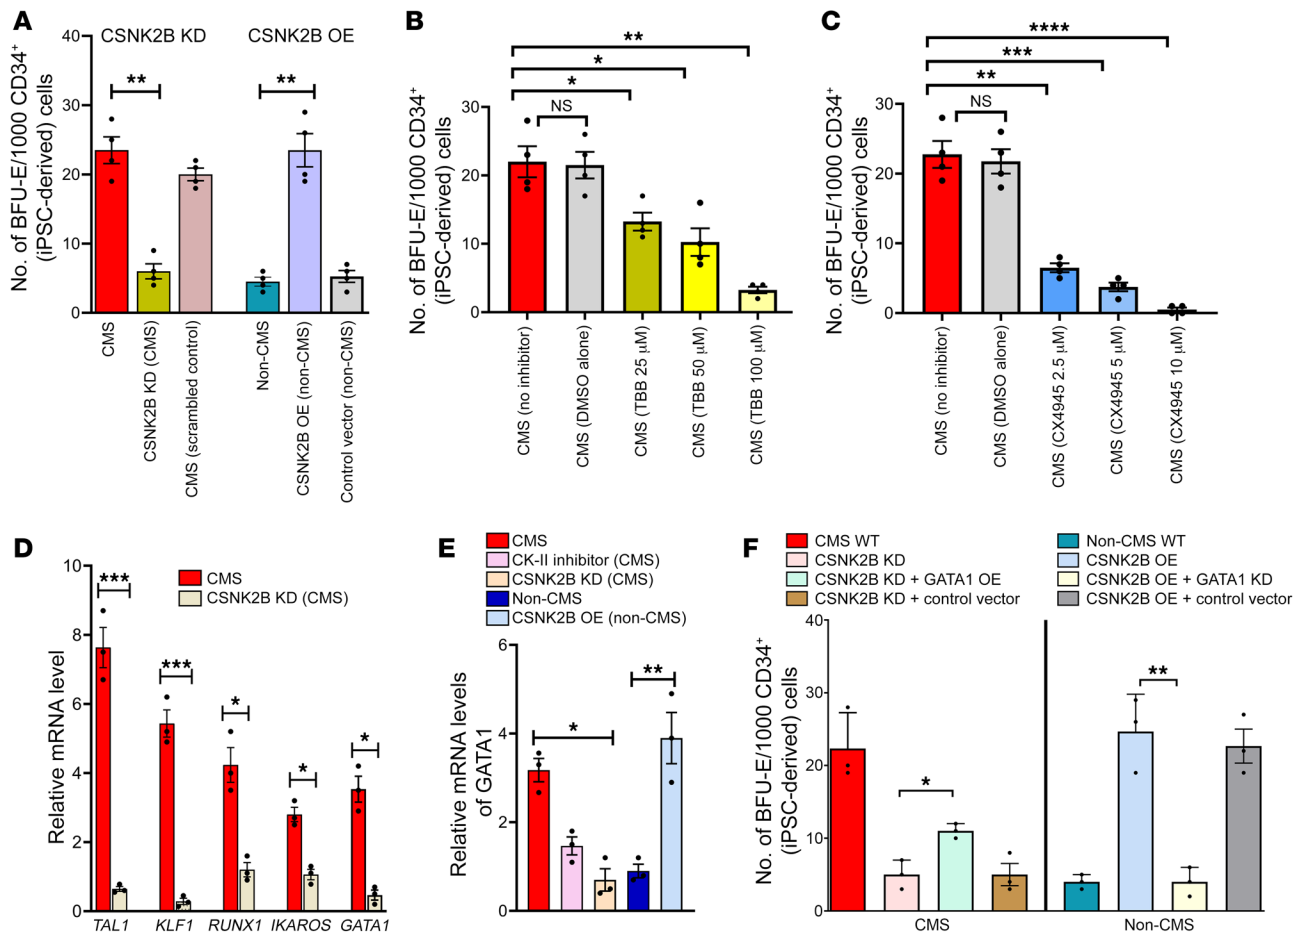 A
CSNK2B KD
CSNK2B OE
No. of BFU-E/1000 CD34⁺
(iPSC-derived) cells
40
30
20
10
0
**
**
CMS
CSNK2B KD (CMS)
CMS (scrambled control)
Non-CMS
CSNK2B OE (non-CMS)
Control vector (non-CMS)
B
No. of BFU-E/1000 CD34⁺
(iPSC-derived) cells
30
20
10
0
**
*
*
NS
CMS (no inhibitor)
CMS (DMSO alone)
CMS (TBB 25 μM)
CMS (TBB 50 μM)
CMS (TBB 100 μM)
C
No. of BFU-E/1000 CD34⁺
(iPSC-derived) cells
30
20
10
0
****
***
**
NS
CMS (no inhibitor)
CMS (DMSO alone)
CMS (CX4945 2.5 μM)
CMS (CX4945 5 μM)
CMS (CX4945 10 μM)
D
CMS
CSNK2B KD (CMS)
Relative mRNA level
10
8
6
4
2
0
***
***
*
*
*
TAL1 KLF1 RUNX1 IKAROS GATA1
E
CMS
CK-II inhibitor (CMS)
CSNK2B KD (CMS)
Non-CMS
CSNK2B OE (non-CMS)
Relative mRNA levels
of GATA1
6
4
2
0
*
**
F
CMS WT
CSNK2B KD
CSNK2B KD + GATA1 OE
CSNK2B KD + control vector
Non-CMS WT
CSNK2B OE
CSNK2B OE + GATA1 KD
CSNK2B OE + control vector
No. of BFU-E/1000 CD34⁺
(iPSC-derived) cells
40
30
20
10
0
*
**
CMS
Non-CMS